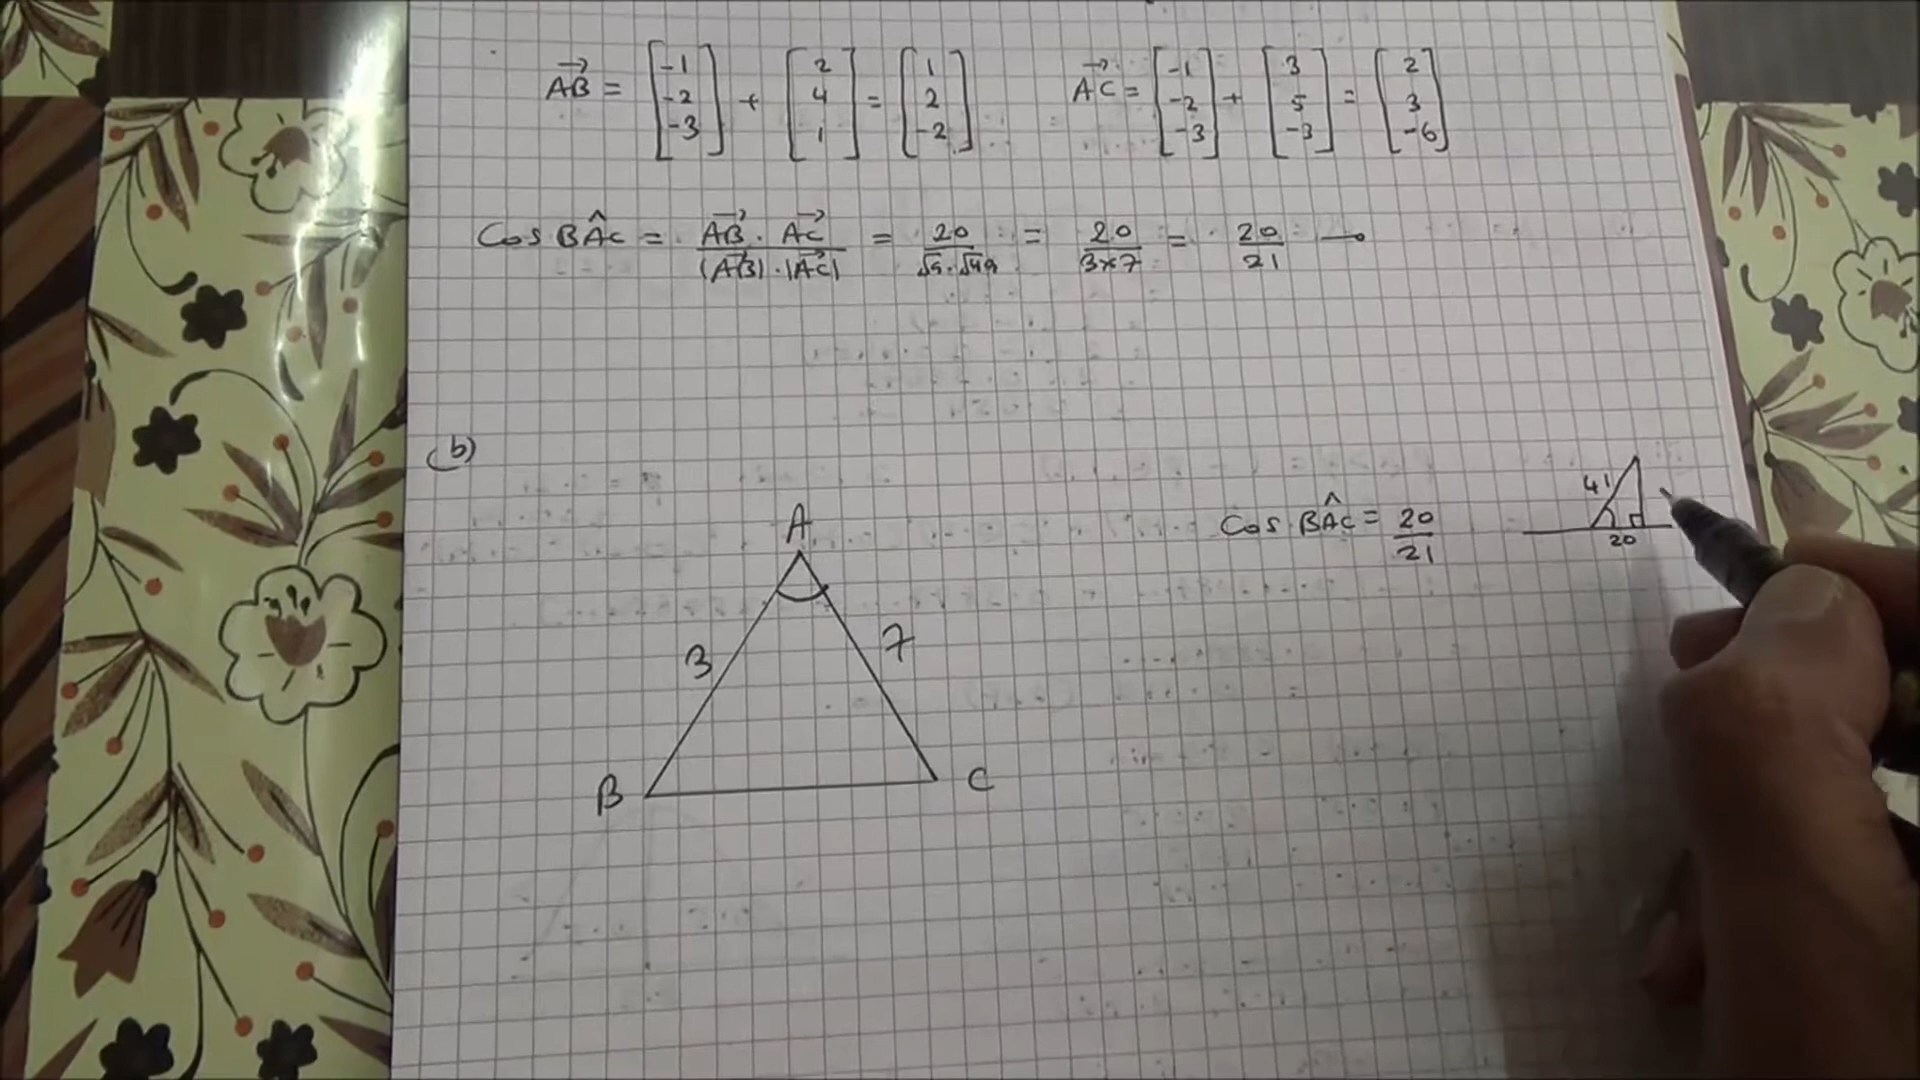 AB = [-1 -2 -3] + [2 4 1] = [1 2 -2] AC = [-1 -2 -3] + [3 5 -3] = [2 3 -6]
Cos BÂC = AB . AC / |AB| . |AC| = 20 / √9 . √49 = 20 / 3x7 = 20 / 21
(b)
A
Cos BÂC = 20 / 21
41
20
3
7
B
C